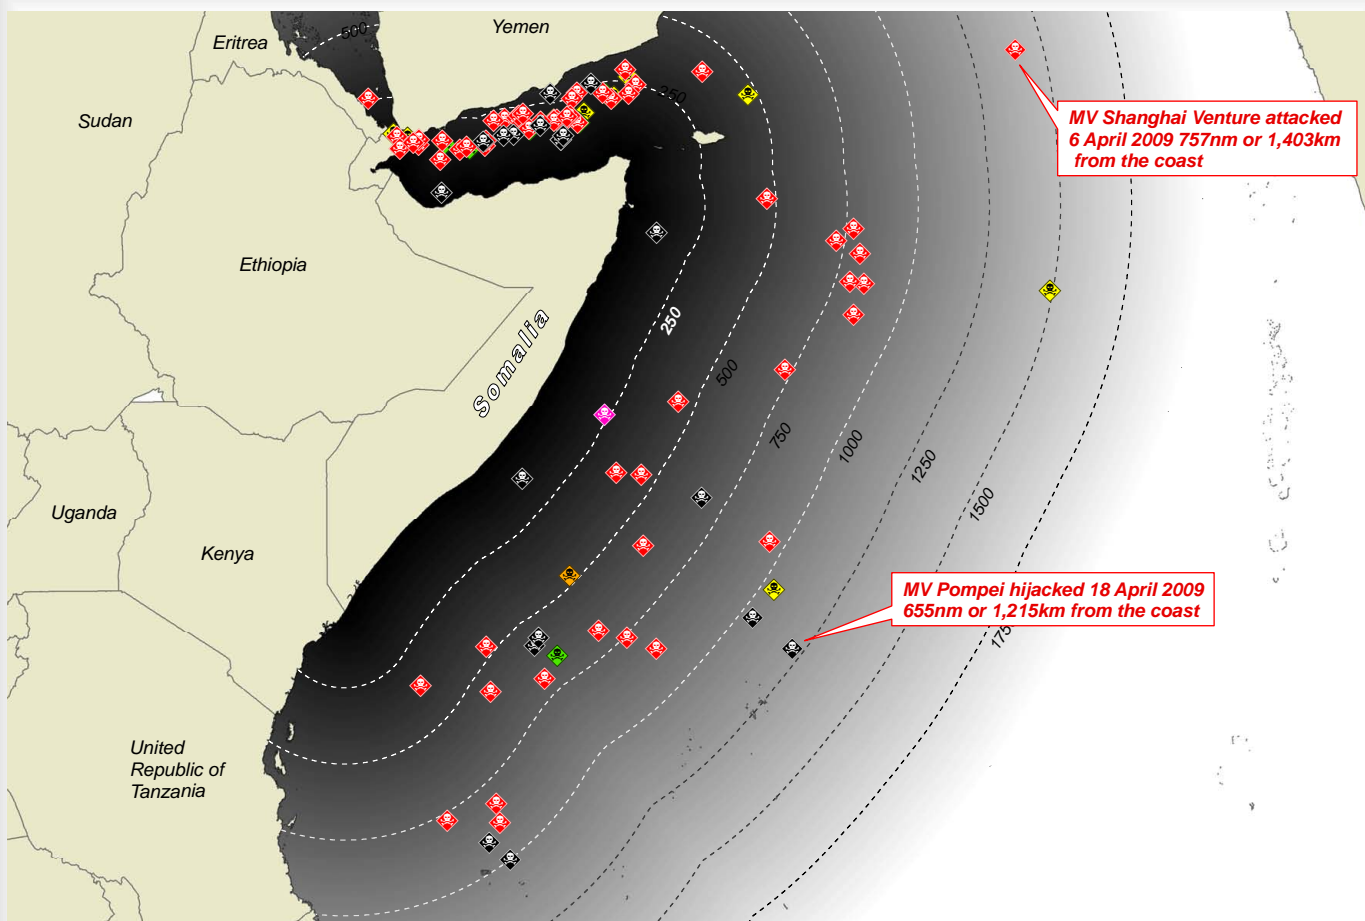 500
Yemen
Eritrea
250
Sudan
MV Shanghai Venture attacked
6 April 2009 757nm or 1,403km
from the coast
Ethiopia
Somalia
250
500
750
1000
1250
1500
Uganda
Kenya
MV Pompei hijacked 18 April 2009
655nm or 1,215km from the coast
United
Republic of
Tanzania